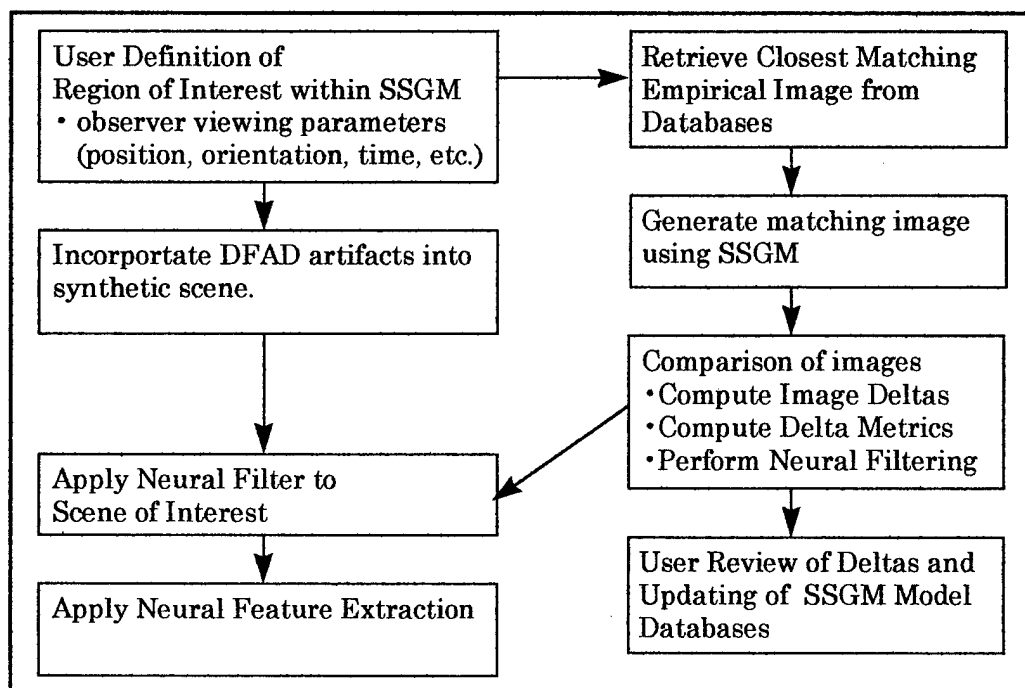 User Definition of
Region of Interest within SSGM
• observer viewing parameters
(position, orientation, time, etc.)
Incorportate DFAD artifacts into
synthetic scene.
Apply Neural Filter to
Scene of Interest
Apply Neural Feature Extraction
Retrieve Closest Matching
Empirical Image from
Databases
Generate matching image
using SSGM
Comparison of images
•Compute Image Deltas
•Compute Delta Metrics
•Perform Neural Filtering
User Review of Deltas and
Updating of SSGM Model
Databases